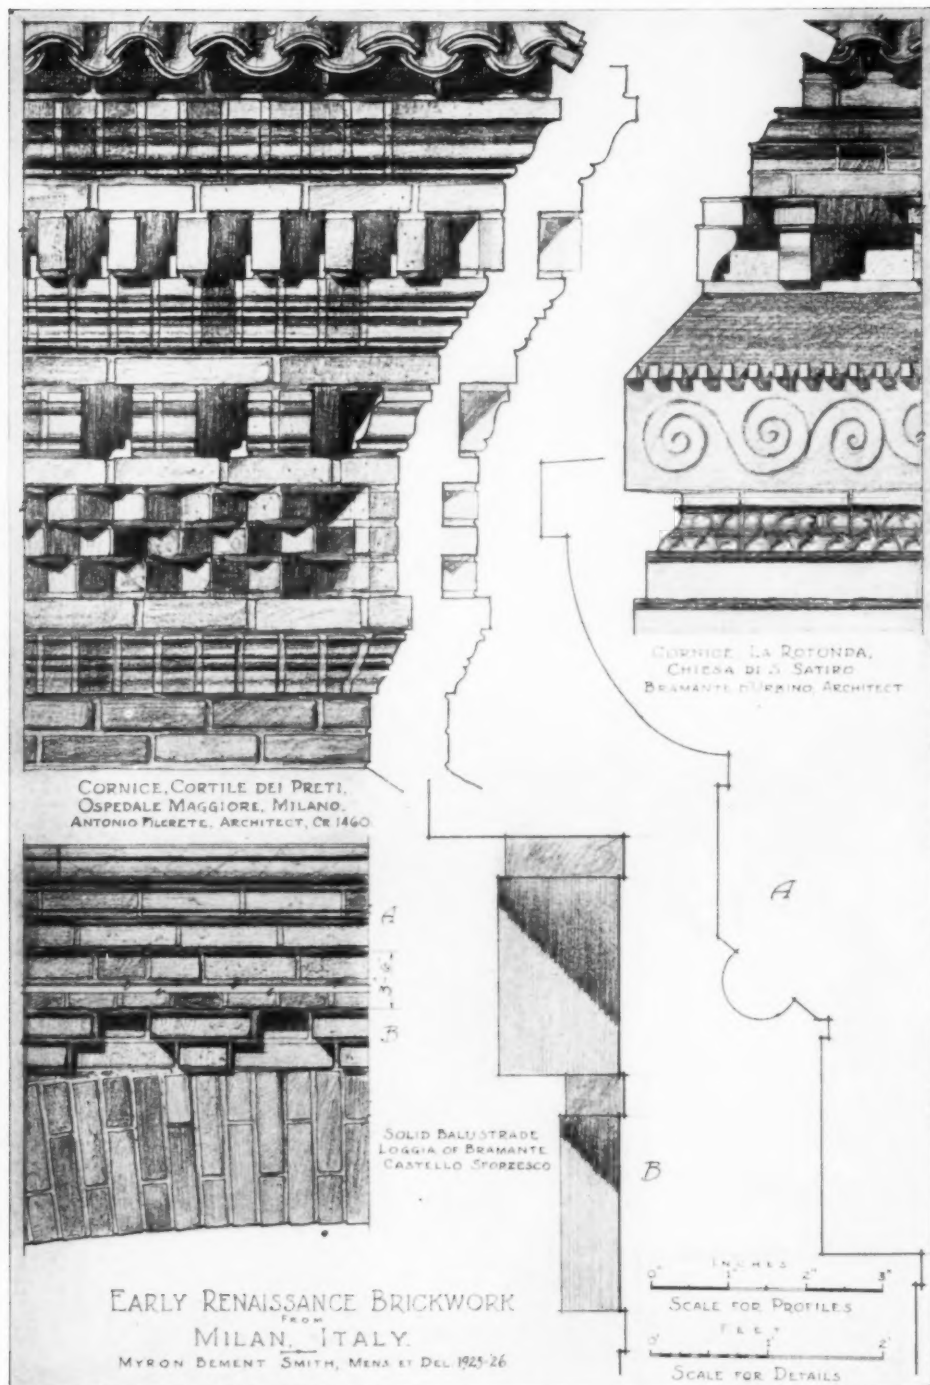 CORNICE, LA ROTONDA,
CHIESA DI S. SATIRO
BRAMANTE D'URBINO, ARCHITECT
CORNICE, CORTILE DEI PRETI,
OSPEDALE MAGGIORE, MILANO.
ANTONIO FILERETE, ARCHITECT, CR 1460
A
3'-6"
B
A
SOLID BALUSTRADE
LOGGIA OF BRAMANTE
CASTELLO SFORZESCO
B
INCHES
0" 1" 2" 3"
SCALE FOR PROFILES
FEET
0' 1' 2'
SCALE FOR DETAILS
EARLY RENAISSANCE BRICKWORK
FROM
MILAN, ITALY.
MYRON BEMENT SMITH, MENS. ET DEL. 1925-26